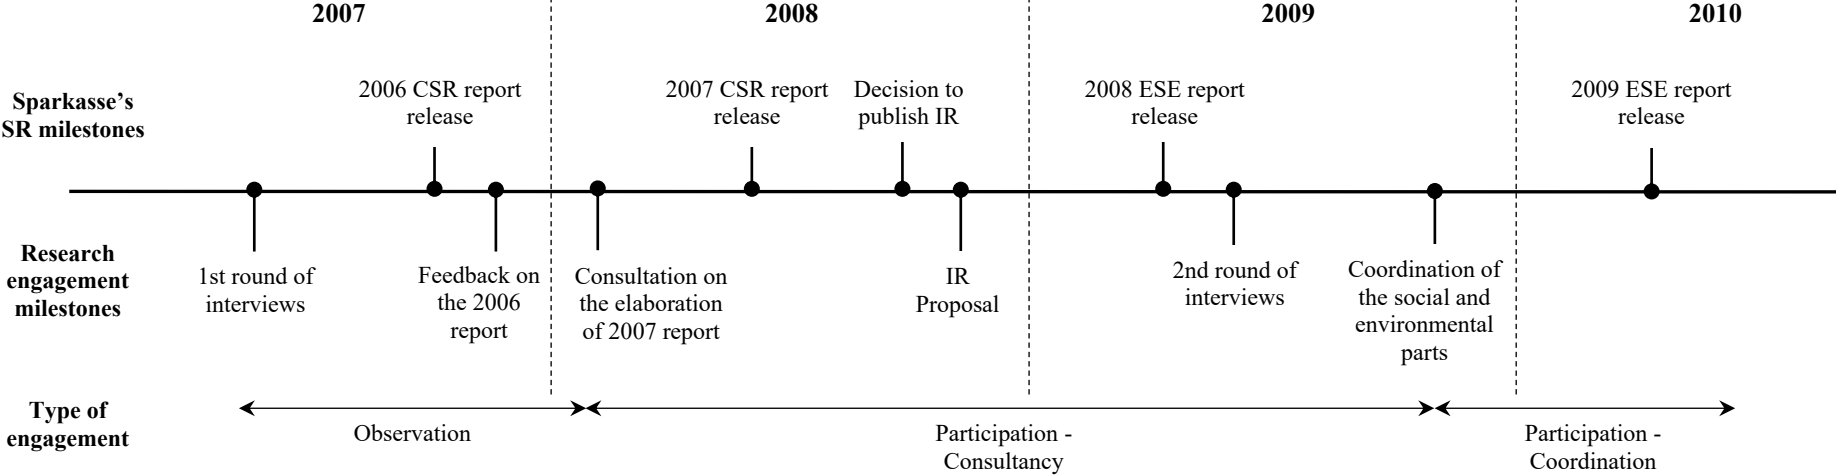 2007
2008
2009
2010
Sparkasse’s
SR milestones
2006 CSR report
release
2007 CSR report
release
Decision to
publish IR
2008 ESE report
release
2009 ESE report
release
Research
engagement
milestones
1st round of
interviews
Feedback on
the 2006
report
Consultation on
the elaboration
of 2007 report
IR
Proposal
2nd round of
interviews
Coordination of
the social and
environmental
parts
Type of
engagement
Observation
Participation -
Consultancy
Participation -
Coordination